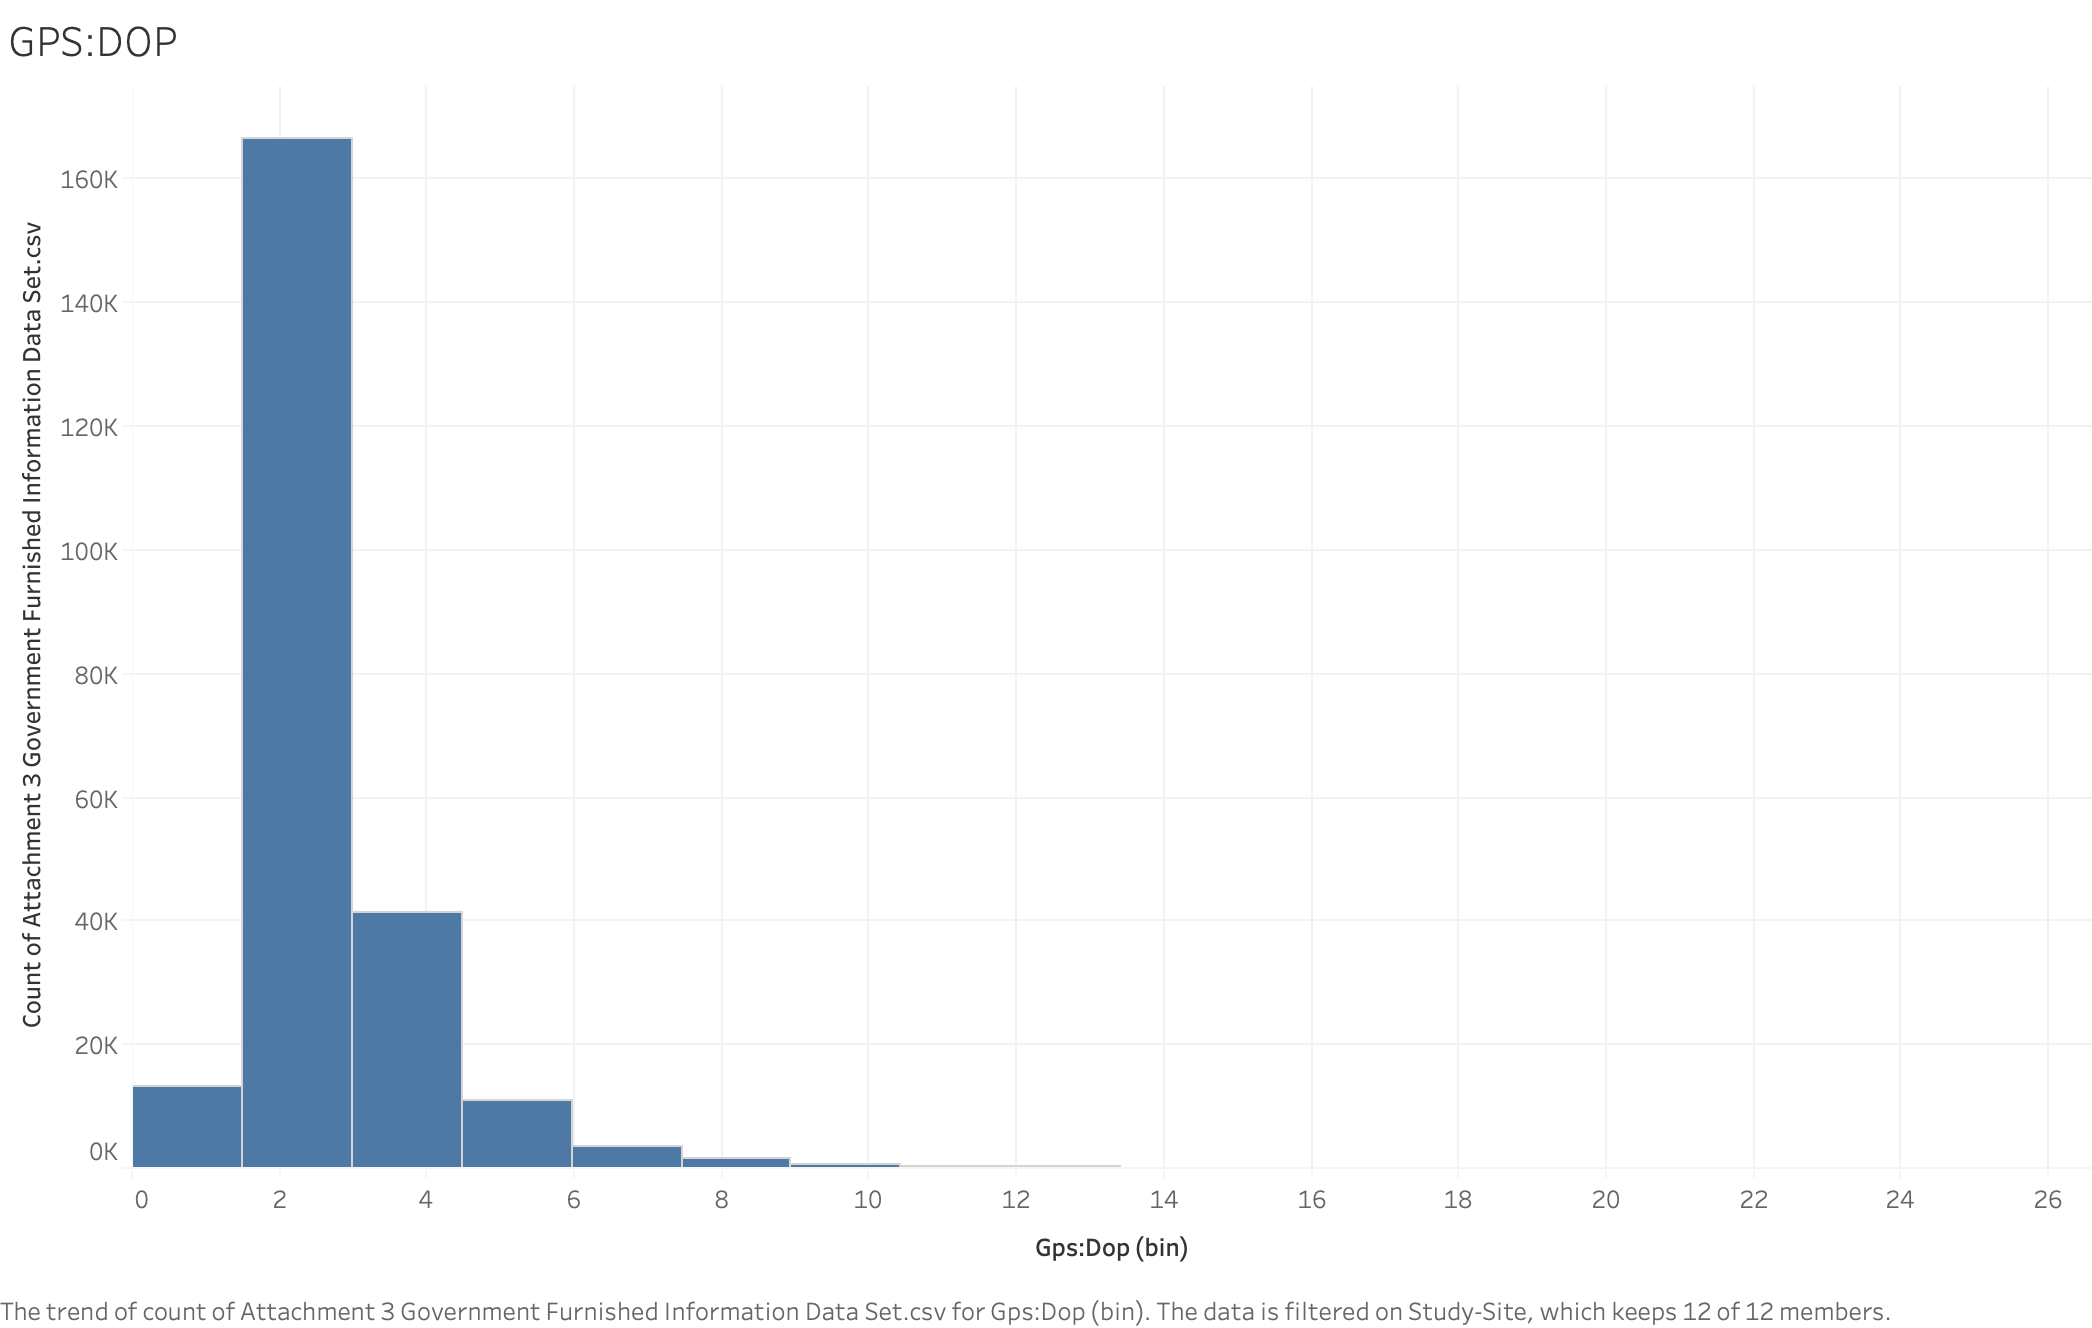 GPS:DOP
Count of Attachment 3 Government Furnished Information Data Set.csv
160K
140K
120K
100K
80K
60K
40K
20K
0K
0 2 4 6 8 10 12 14 16 18 20 22 24 26
Gps:Dop (bin)
The trend of count of Attachment 3 Government Furnished Information Data Set.csv for Gps:Dop (bin). The data is filtered on Study-Site, which keeps 12 of 12 members.